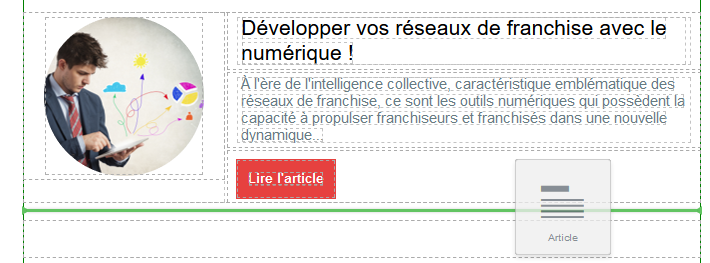 Développer vos réseaux de franchise avec le
numérique !
À l'ère de l'intelligence collective, caractéristique emblématique des
réseaux de franchise, ce sont les outils numériques qui possèdent la
capacité à propulser franchiseurs et franchisés dans une nouvelle
dynamique...
Lire l'article
Article